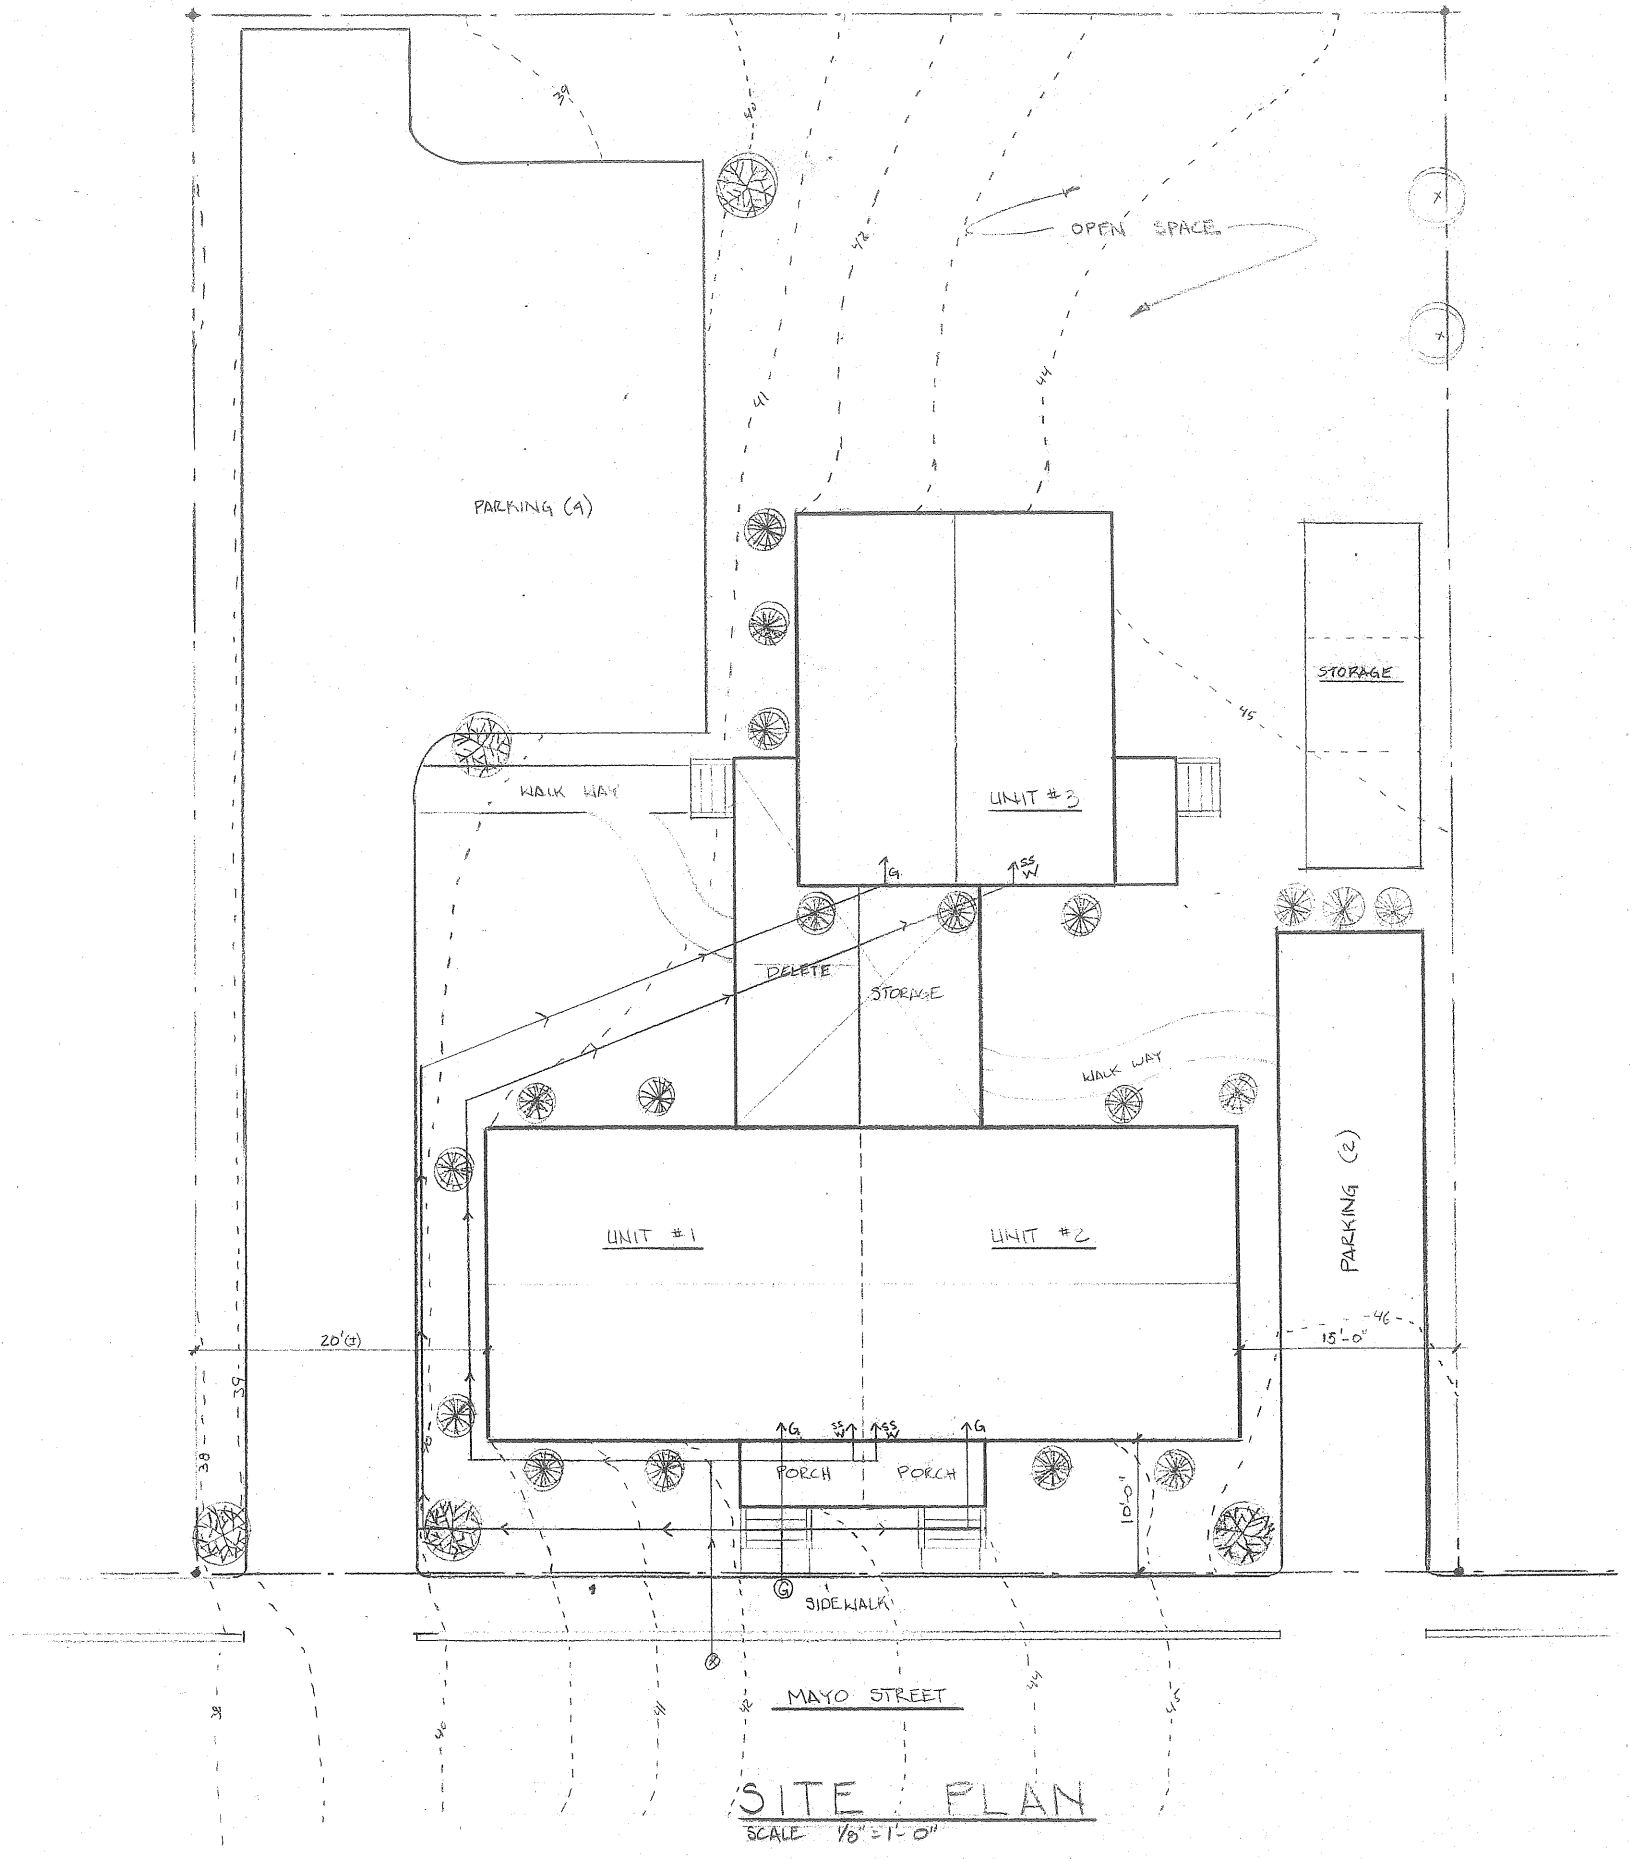 39
40
42
OPEN SPACE
44
41
PARKING (4)
STORAGE
45
WALK WAY
UNIT #3
G
SS
W
DELETE
STORAGE
WALK WAY
PARKING (2)
UNIT #1
UNIT #2
46
20'(±)
15'-0"
39
38
G
SS
W
SS
W
G
PORCH
PORCH
10'-0"
G
SIDEWALK
MAYO STREET
38
40
41
42
44
45
SITE PLAN
SCALE 1/8"=1'-0"